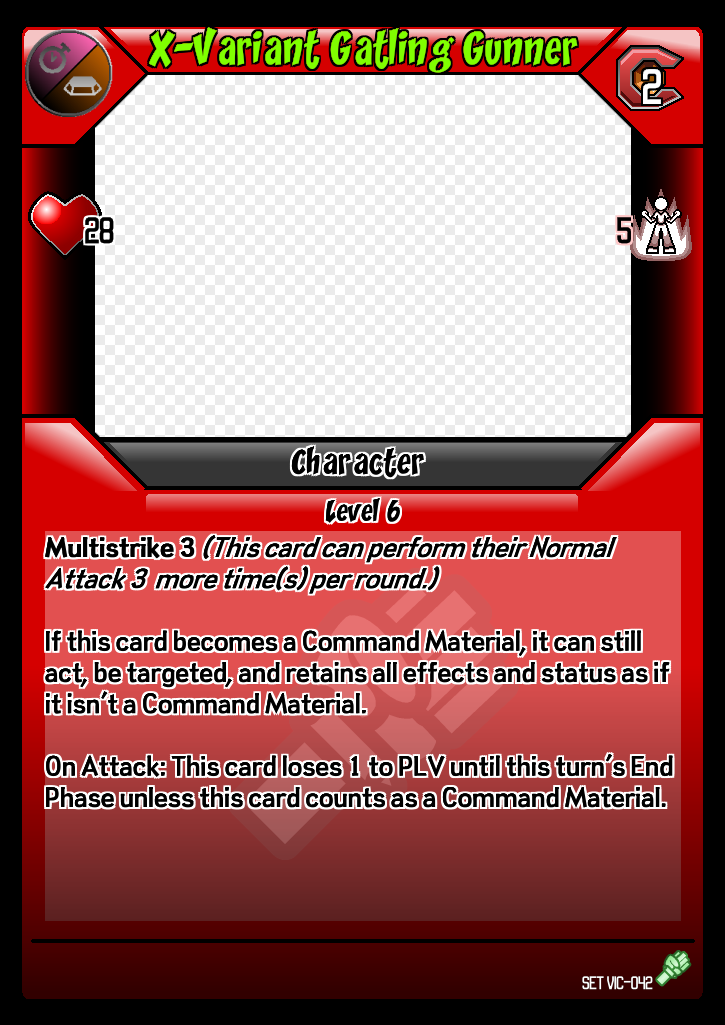 X-Variant Gatling Gunner
2
28
5
Character
Level 6
Multistrike 3 (This card can perform their Normal
Attack 3 more time(s) per round.)
If this card becomes a Command Material, it can still
act, be targeted, and retains all effects and status as if
it isn't a Command Material.
On Attack: This card loses 1 to PLV until this turn's End
Phase unless this card counts as a Command Material.
SET VIC-042